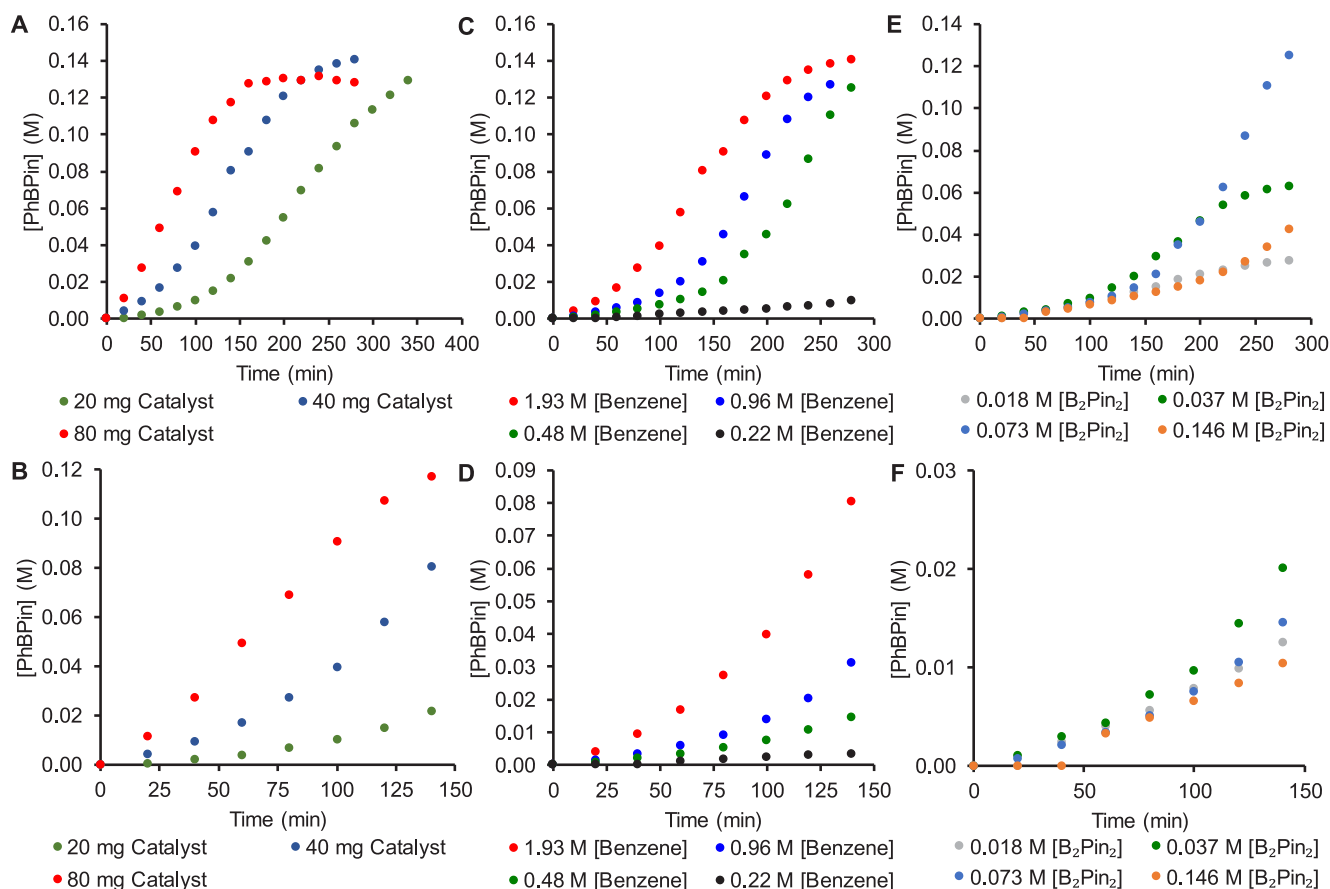 A
[PhBPin] (M)
0.16
0.14
0.12
0.10
0.08
0.06
0.04
0.02
0.00
0 50 100 150 200 250 300 350 400
Time (min)
20 mg Catalyst 40 mg Catalyst
80 mg Catalyst
C
[PhBPin] (M)
0.16
0.14
0.12
0.10
0.08
0.06
0.04
0.02
0.00
0 50 100 150 200 250 300
Time (min)
1.93 M [Benzene] 0.96 M [Benzene]
0.48 M [Benzene] 0.22 M [Benzene]
E
[PhBPin] (M)
0.14
0.12
0.10
0.08
0.06
0.04
0.02
0.00
0 50 100 150 200 250 300
Time (min)
0.018 M [B₂Pin₂] 0.037 M [B₂Pin₂]
0.073 M [B₂Pin₂] 0.146 M [B₂Pin₂]
B
[PhBPin] (M)
0.12
0.10
0.08
0.06
0.04
0.02
0.00
0 25 50 75 100 125 150
Time (min)
20 mg Catalyst 40 mg Catalyst
80 mg Catalyst
D
[PhBPin] (M)
0.09
0.08
0.07
0.06
0.05
0.04
0.03
0.02
0.01
0.00
0 25 50 75 100 125 150
Time (min)
1.93 M [Benzene] 0.96 M [Benzene]
0.48 M [Benzene] 0.22 M [Benzene]
F
[PhBPin] (M)
0.03
0.02
0.01
0.00
0 50 100 150
Time (min)
0.018 M [B₂Pin₂] 0.037 M [B₂Pin₂]
0.073 M [B₂Pin₂] 0.146 M [B₂Pin₂]